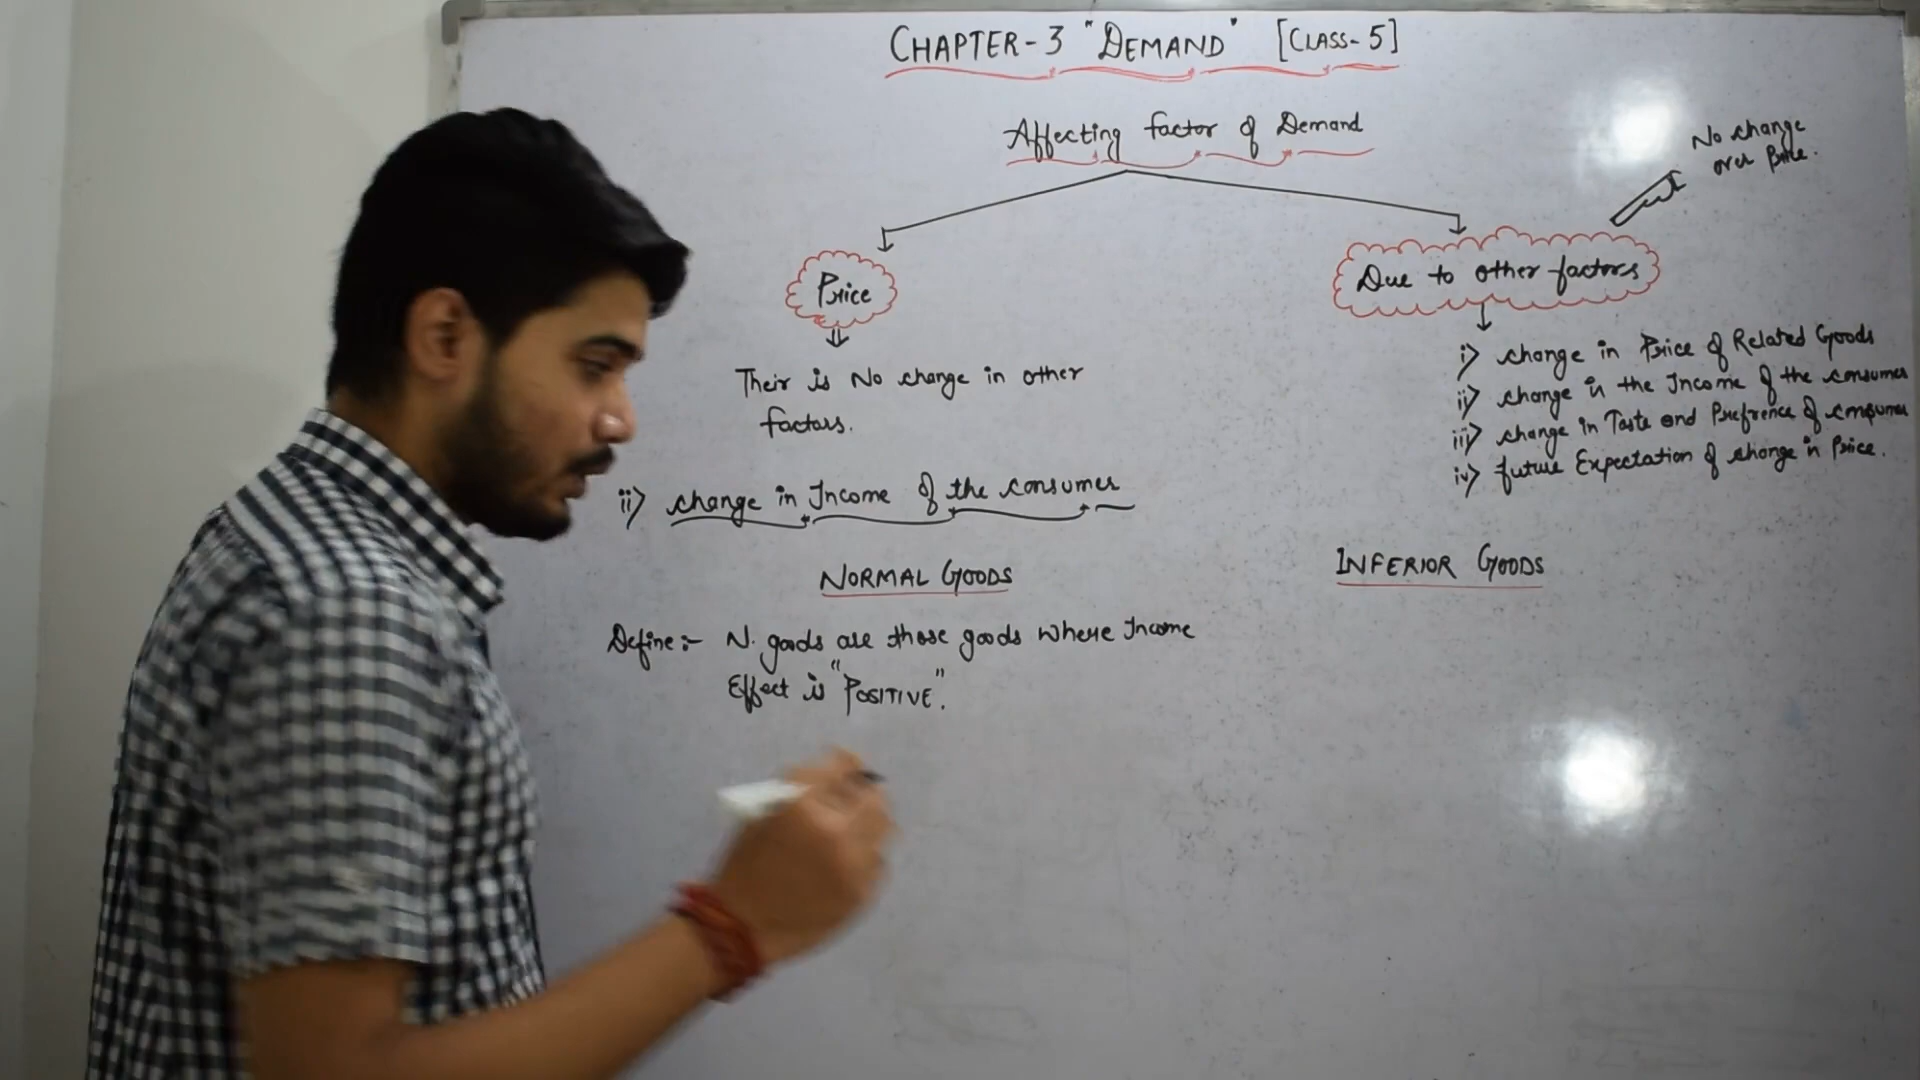 CHAPTER-3 "DEMAND" [CLASS-5]
Affecting factor of Demand
No change
over Price.
Price
Due to other factors
Their is No change in other
factors.
i) change in Price of Related Goods
ii) change in the Income of the consumer
iii) change in Taste and Prefrence of consumer
iv) future Expectation of change in Price.
ii) change in Income of the consumer
NORMAL GOODS
INFERIOR GOODS
Define:- N. goods are those goods where Income
Effect is "POSITIVE".